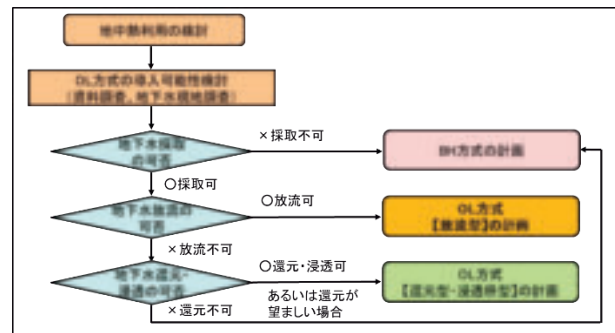 地中熱利用の検討
OL方式の導入可能性検討
(資料調査、地下水現地調査)
地下水採取
の可否
×採取不可
BH方式の計画
○採取可
地下水放流の
可否
○放流可
OL方式
【放流型】の計画
×放流不可
地下水還元・
浸透の可否
○還元・浸透可
OL方式
【還元型・浸透桝型】の計画
あるいは還元が
望ましい場合
×還元不可